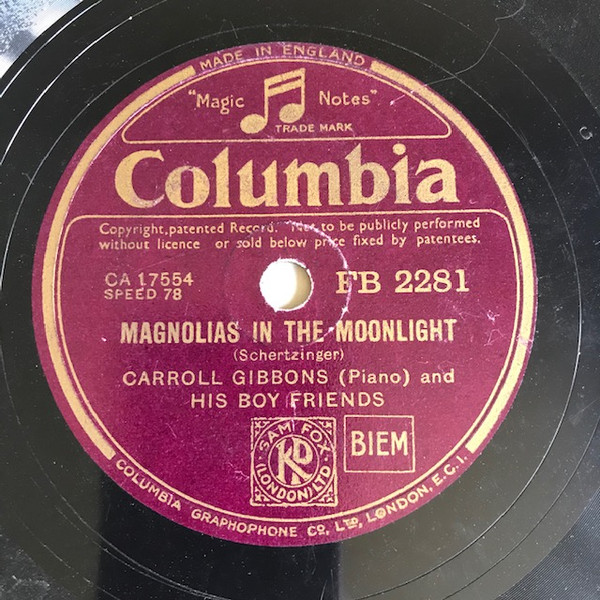 MADE IN ENGLAND
"Magic Notes"
TRADE MARK
Columbia
Copyright, patented Record. Not to be publicly performed
without licence or sold below price fixed by patentees.
CA 17554
SPEED 78
FB 2281
MAGNOLIAS IN THE MOONLIGHT
(Schertzinger)
CARROLL GIBBONS (Piano) and
HIS BOY FRIENDS
SAM FOX
(LONDON) LTD
KP
BIEM
COLUMBIA GRAPHOPHONE CO, LTD, LONDON, E.C.1.